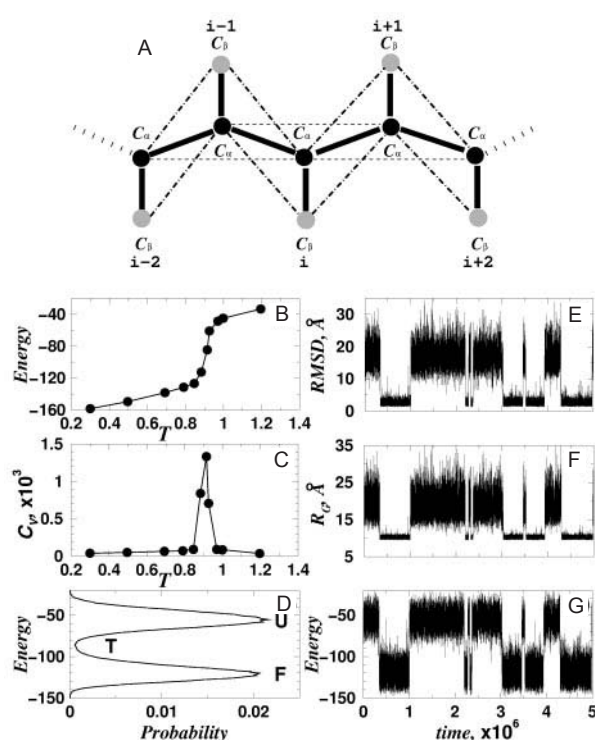 A
i-1 i+1
Cβ Cβ
Cα Cα Cα
Cα Cα
Cβ Cβ Cβ
i-2 i i+2
B
Energy
-40
-80
-120
-160
0.2 0.4 0.6 0.8 1.0 1.2 1.4
T
C
Cv, x10³
1.5
1
0.5
0
0.2 0.4 0.6 0.8 1.0 1.2 1.4
T
D
Energy
-50
-100
-150
U
T
F
0 0.01 0.02
Probability
E
RMSD, Å
30
20
10
0
F
RG, Å
35
25
15
5
G
Energy
-50
-100
-150
0 1 2 3 4 5
time, x10⁶